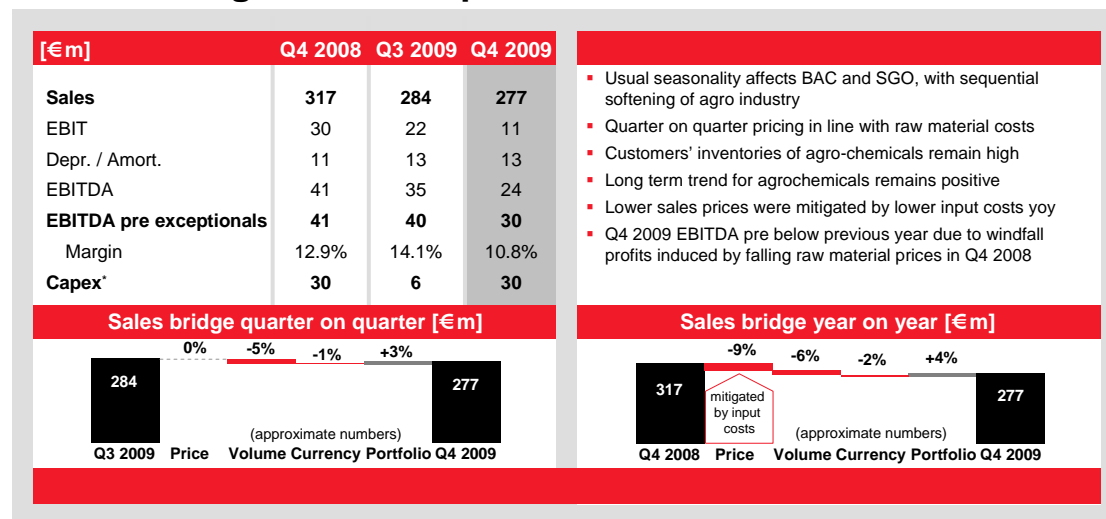 [€m] Q4 2008 Q3 2009 Q4 2009
Sales 317 284 277
EBIT 30 22 11
Depr. / Amort. 11 13 13
EBITDA 41 35 24
EBITDA pre exceptionals 41 40 30
Margin 12.9% 14.1% 10.8%
Capex* 30 6 30
▪ Usual seasonality affects BAC and SGO, with sequential
softening of agro industry
▪ Quarter on quarter pricing in line with raw material costs
▪ Customers' inventories of agro-chemicals remain high
▪ Long term trend for agrochemicals remains positive
▪ Lower sales prices were mitigated by lower input costs yoy
▪ Q4 2009 EBITDA pre below previous year due to windfall
profits induced by falling raw material prices in Q4 2008
Sales bridge quarter on quarter [€m]
0% -5% -1% +3%
284 277
(approximate numbers)
Q3 2009 Price Volume Currency Portfolio Q4 2009
Sales bridge year on year [€m]
-9% -6% -2% +4%
317 277
mitigated
by input
costs
(approximate numbers)
Q4 2008 Price Volume Currency Portfolio Q4 2009